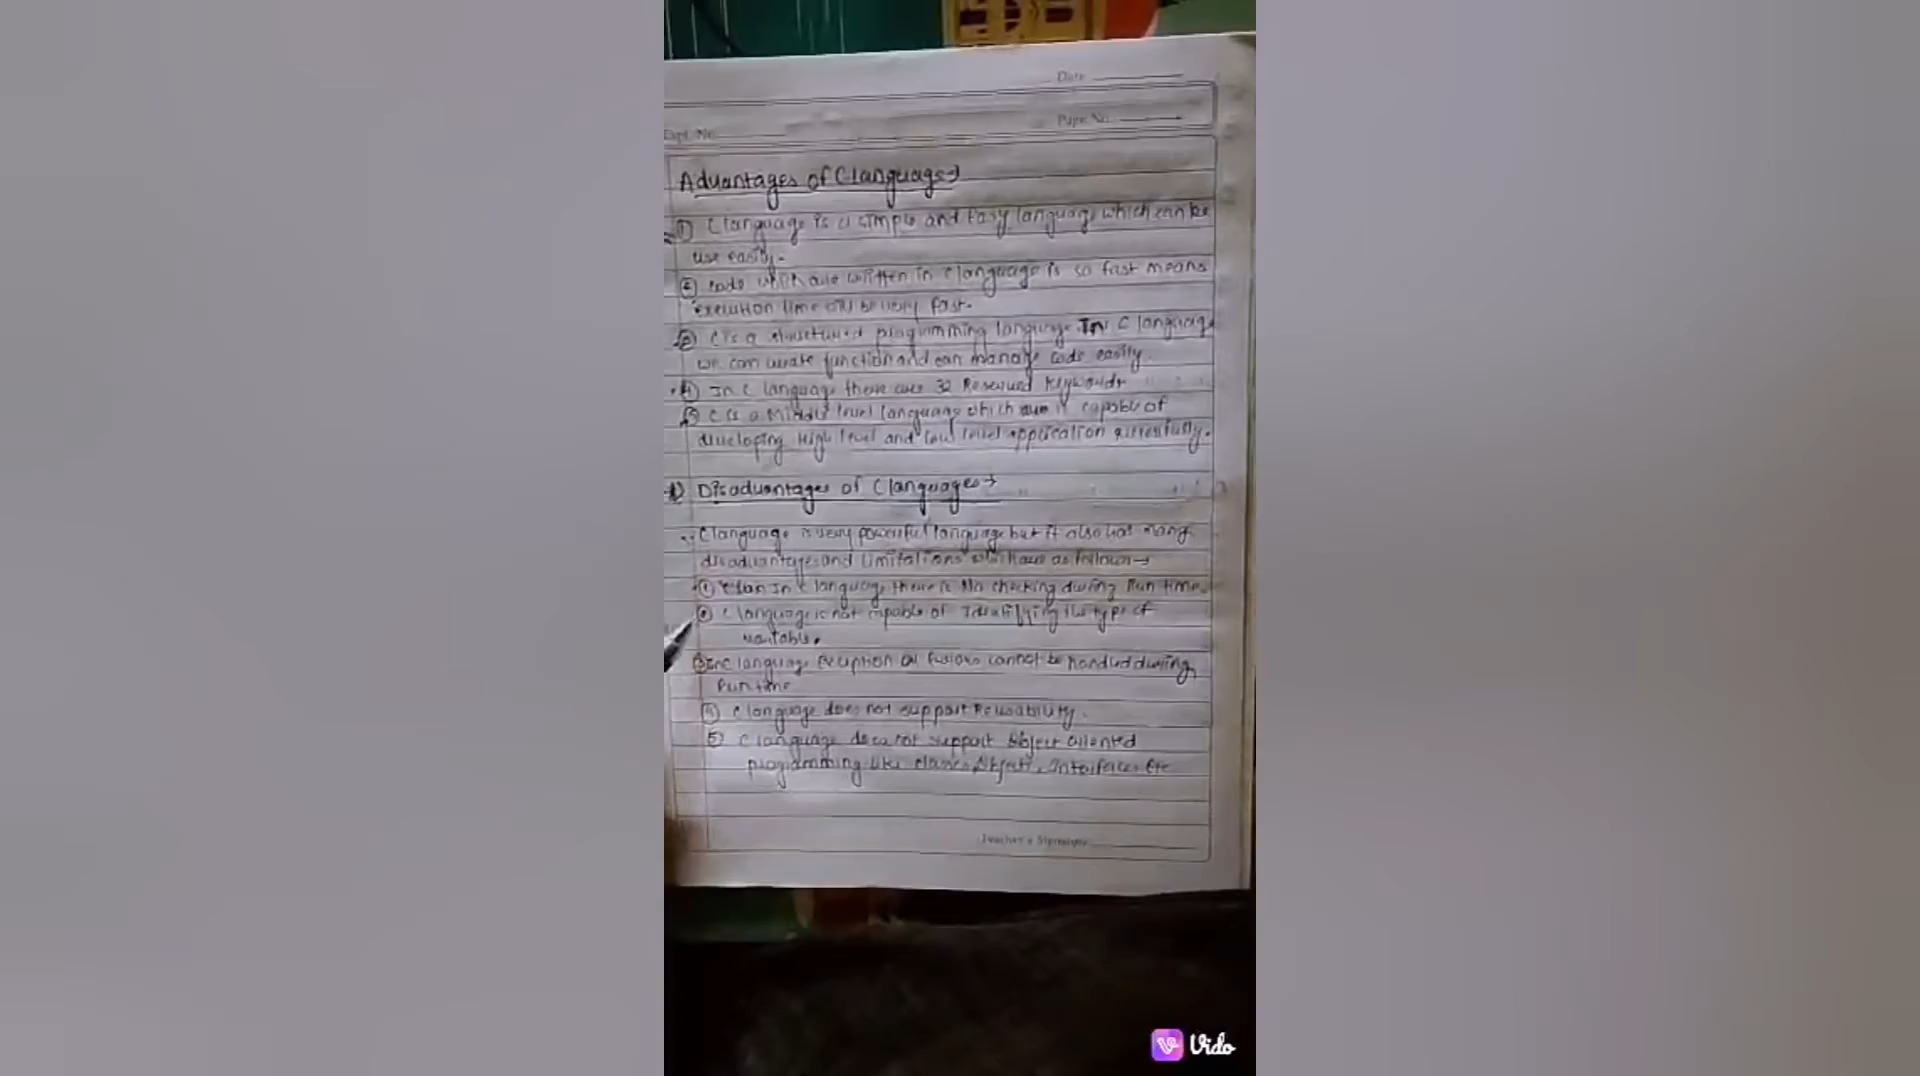 Date
Expt. No.
Page No.
Advantages of C language→
① C language is a simple and Easy language which can be
use easily.
② code which are written in C language is so fast means
execution time will be very fast.
③ C is a structured programming language. In C language
we can create function and can manage code easily.
④ In C language there are 32 Reserved Keywords
⑤ C is a Middle level language which are is capable of
developing High level and low level application successfully.
Disadvantages of C languages→
C language is very powerful language but it also has many
disadvantages and limitations which are as follows→
① In C language there is No checking during Run time.
② C language is not capable of Identifying the type of
variable.
③ In C language Exception cannot be handled during
Run time
④ C language does not support Reusability.
⑤ C language does not support Object oriented
programming like classes, Objects, Interfaces Etc
Teacher's Signature
Vido